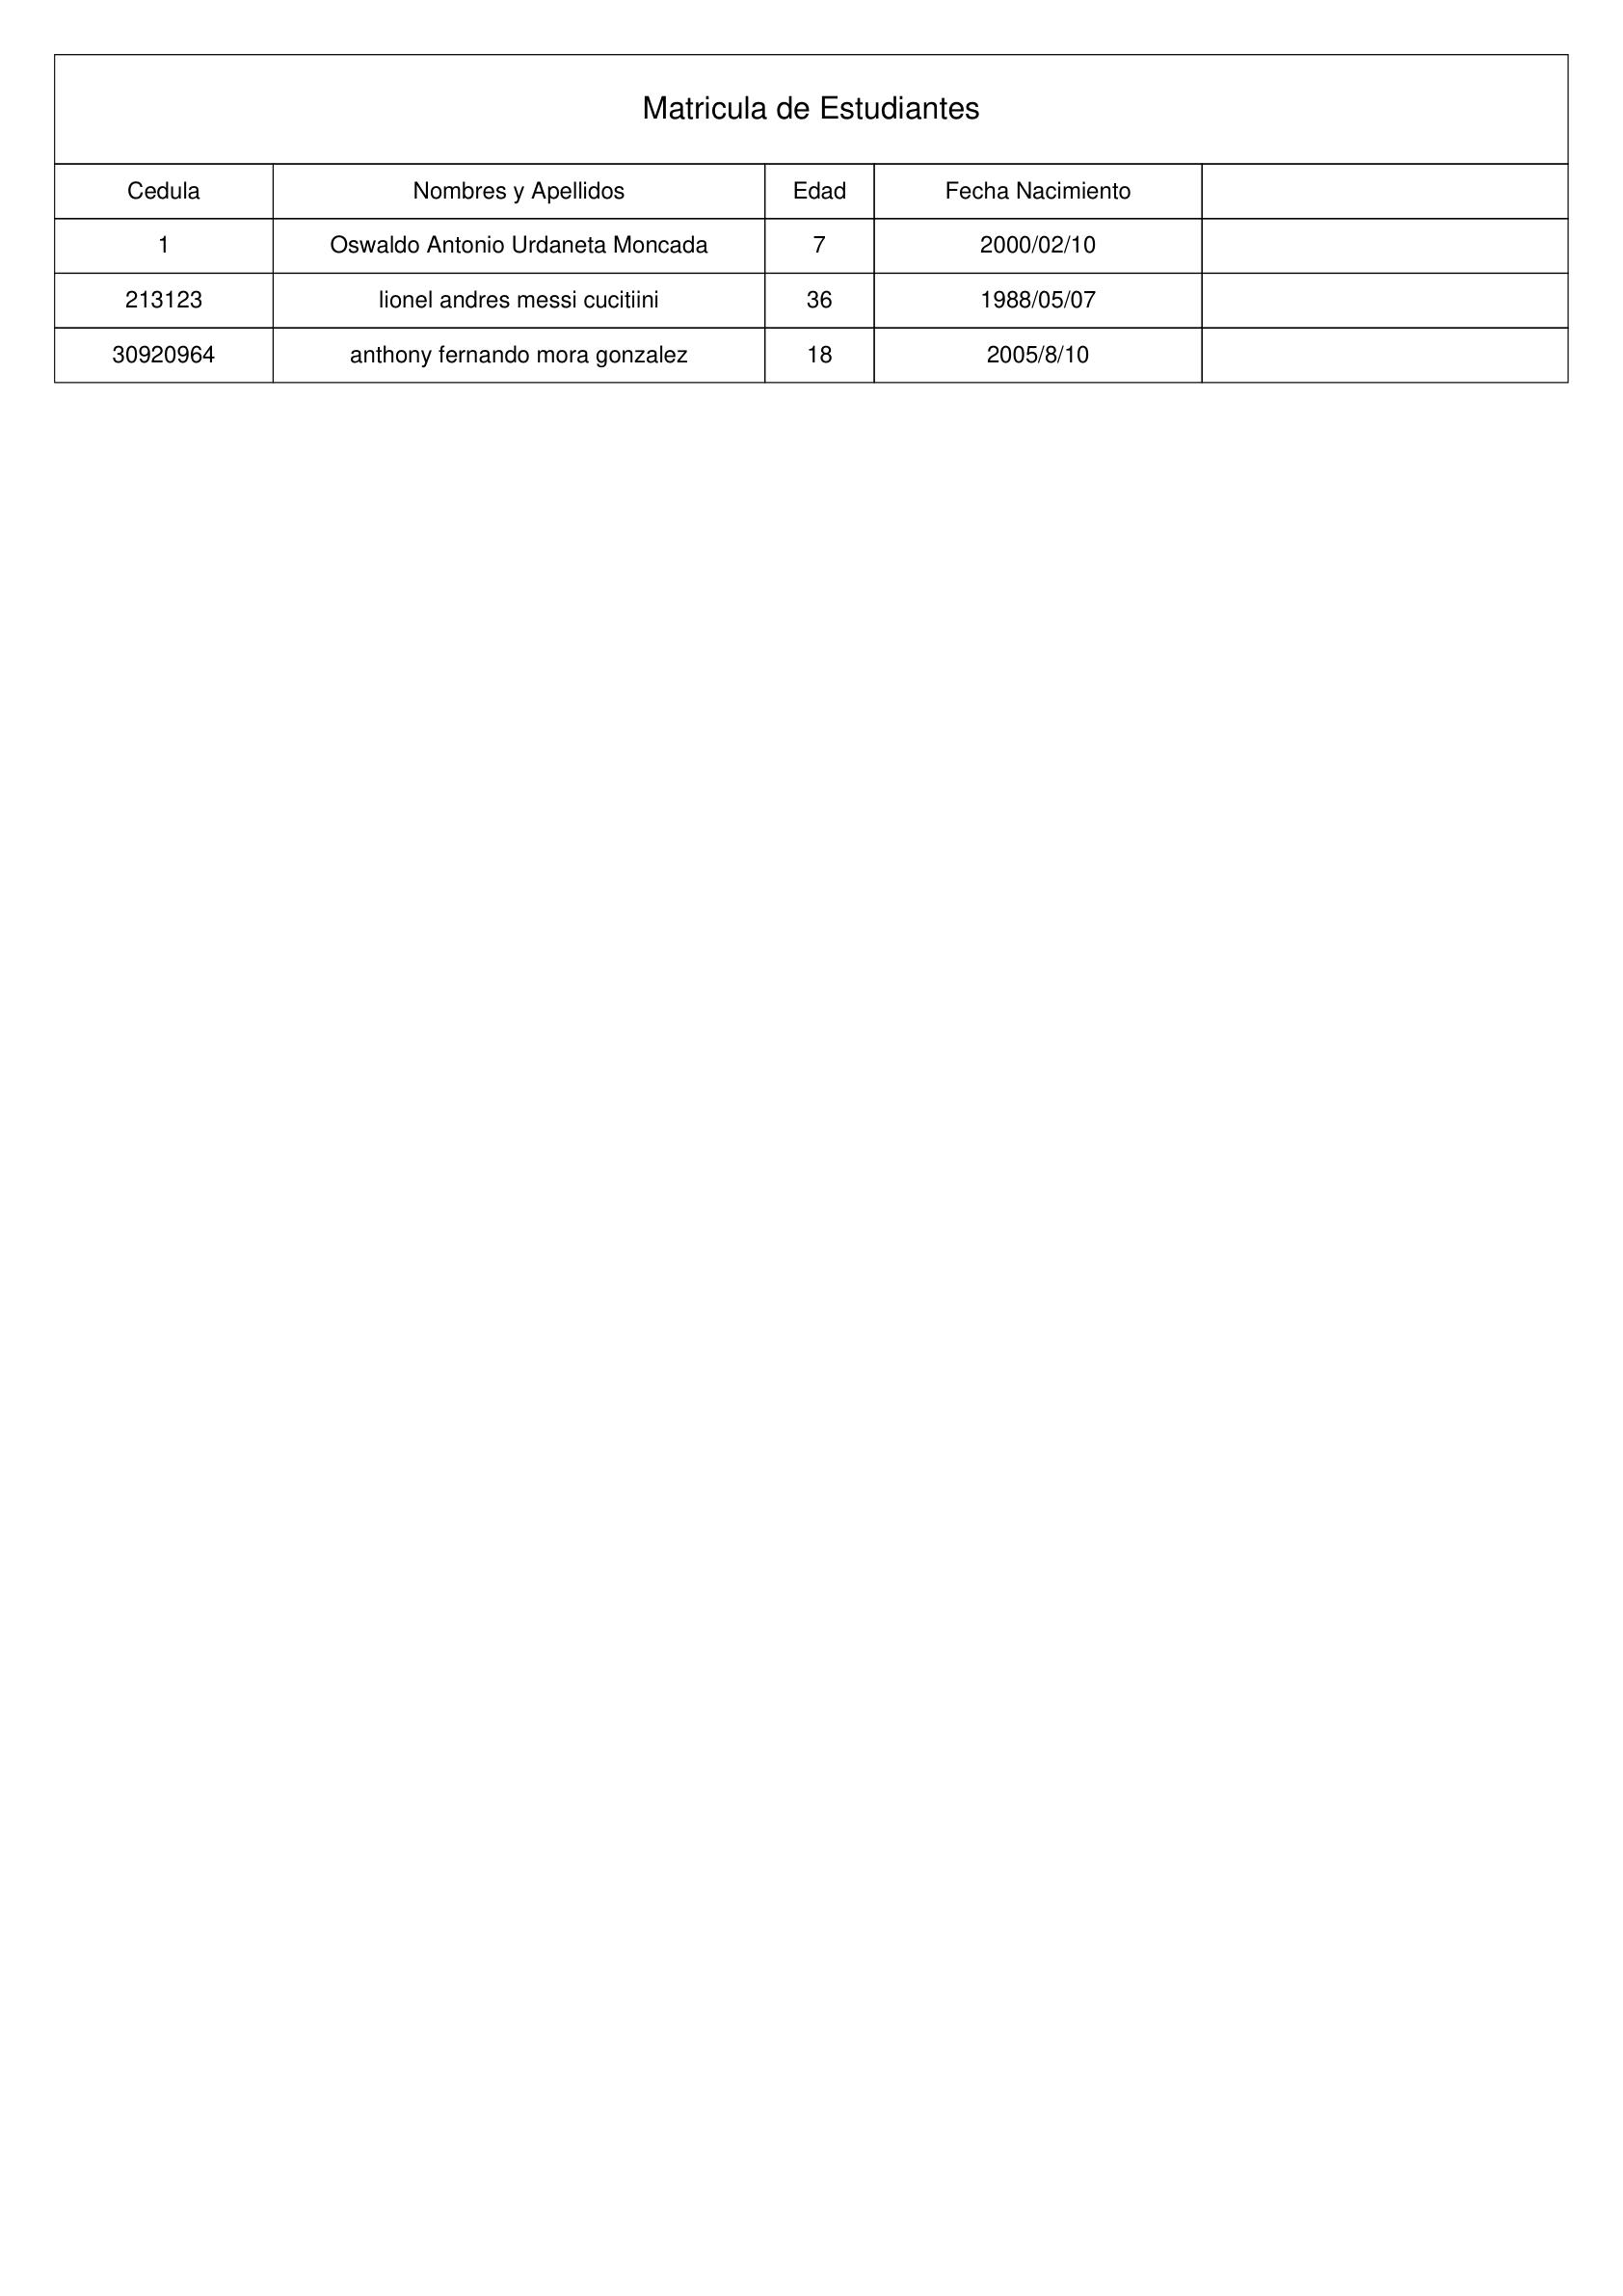 Matricula de Estudiantes
Cedula Nombres y Apellidos Edad Fecha Nacimiento
1 Oswaldo Antonio Urdaneta Moncada 7 2000/02/10
213123 lionel andres messi cucitiini 36 1988/05/07
30920964 anthony fernando mora gonzalez 18 2005/8/10